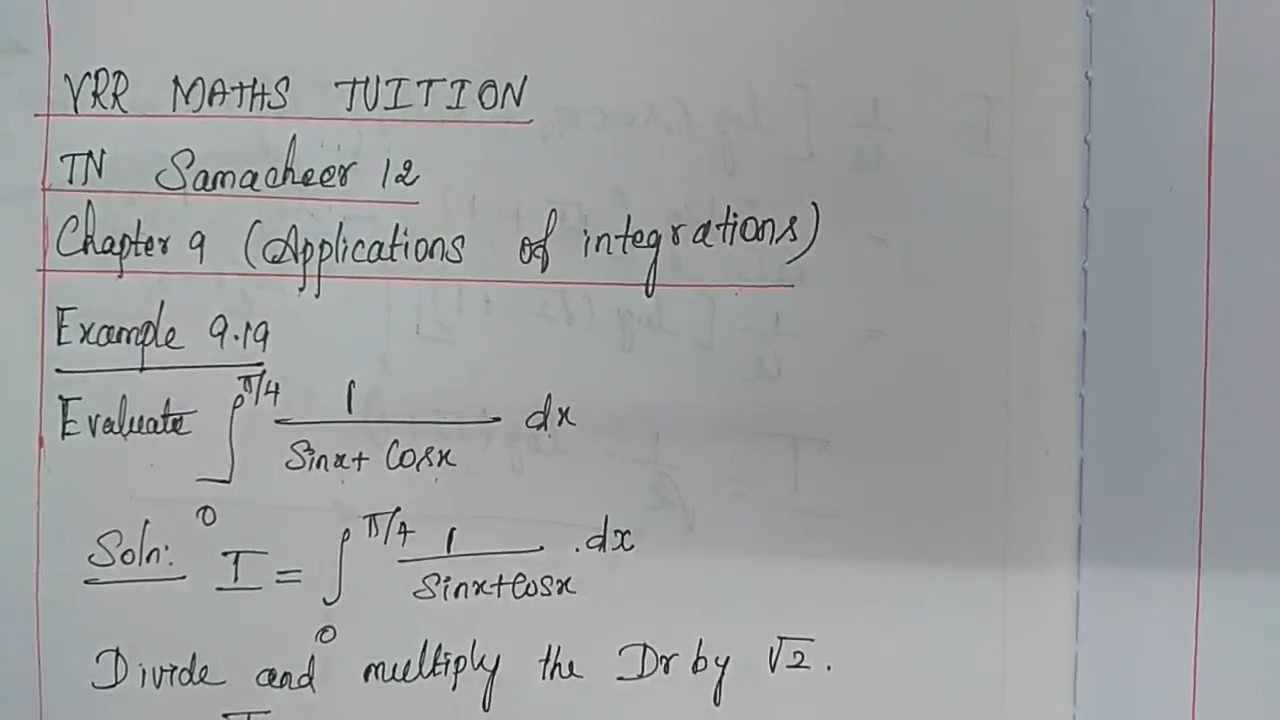 VRR MATHS TUITION
TN Samacheer 12
Chapter 9 (Applications of integrations)
Example 9.19
Evaluate ∫₀^(π/4) 1/(Sinx + Cosx) dx
Soln: I = ∫₀^(π/4) 1/(Sinx+Cosx) .dx
Divide and multiply the Dr by √2.